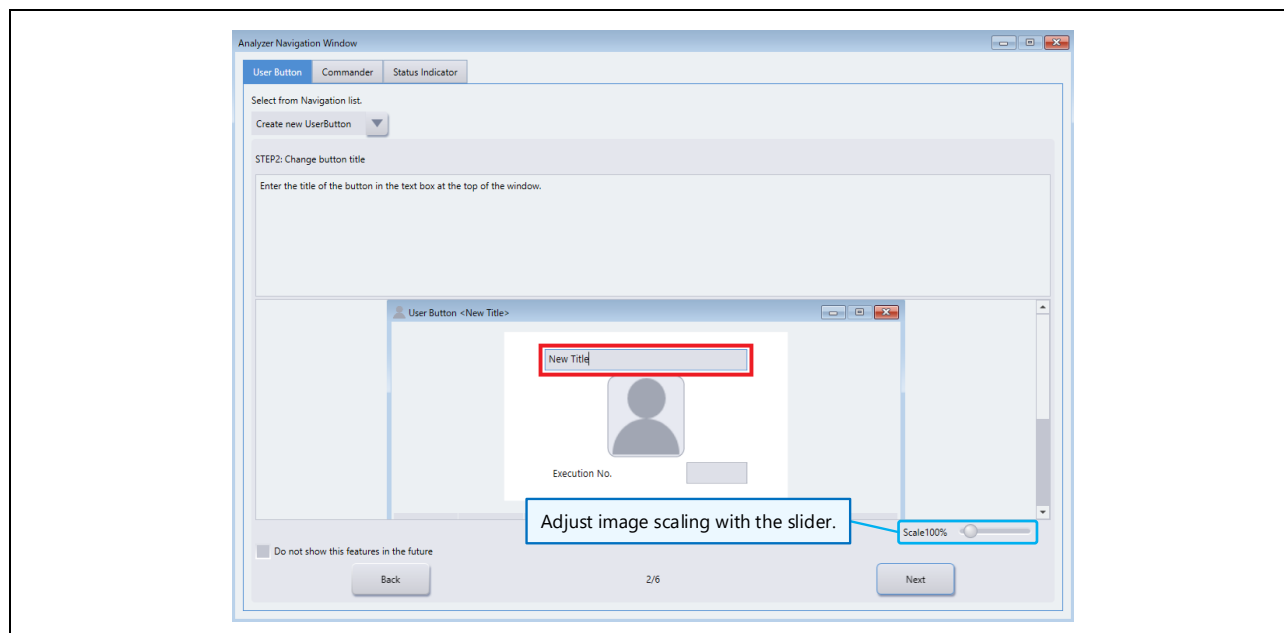 Analyzer Navigation Window
User Button Commander Status Indicator
Select from Navigation list.
Create new UserButton
STEP2: Change button title
Enter the title of the button in the text box at the top of the window.
User Button <New Title>
New Title
Execution No.
Adjust image scaling with the slider.
Scale100%
Do not show this features in the future
Back 2/6 Next